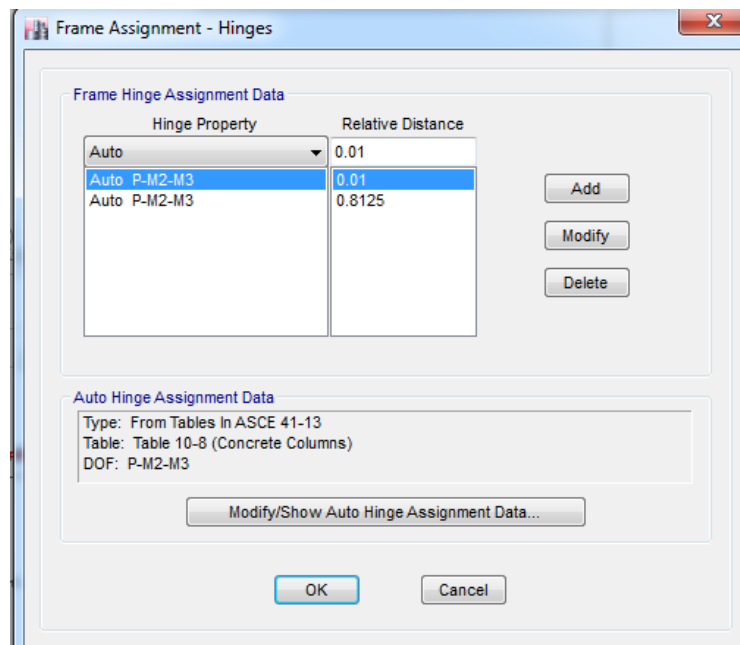 Frame Assignment - Hinges
X
Frame Hinge Assignment Data
Hinge Property Relative Distance
Auto 0.01
Auto P-M2-M3 0.01
Auto P-M2-M3 0.8125
Add
Modify
Delete
Auto Hinge Assignment Data
Type: From Tables In ASCE 41-13
Table: Table 10-8 (Concrete Columns)
DOF: P-M2-M3
Modify/Show Auto Hinge Assignment Data...
OK Cancel